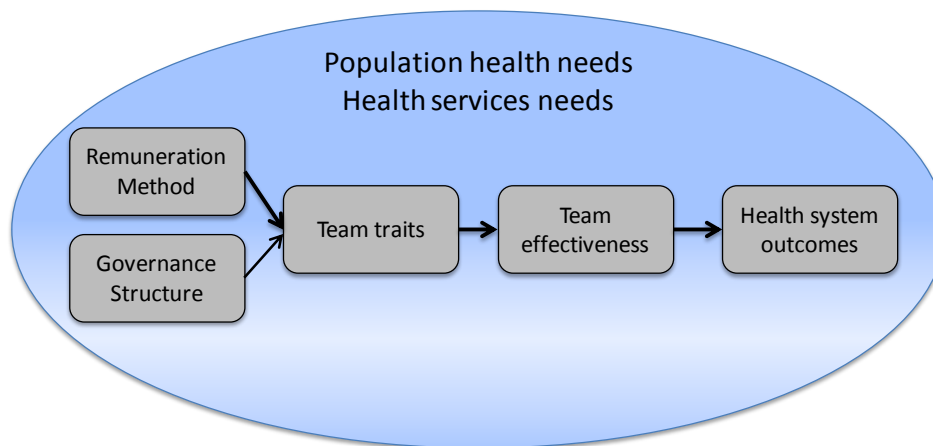 Population health needs
Health services needs
Remuneration
Method
Governance
Structure
Team traits
Team
effectiveness
Health system
outcomes